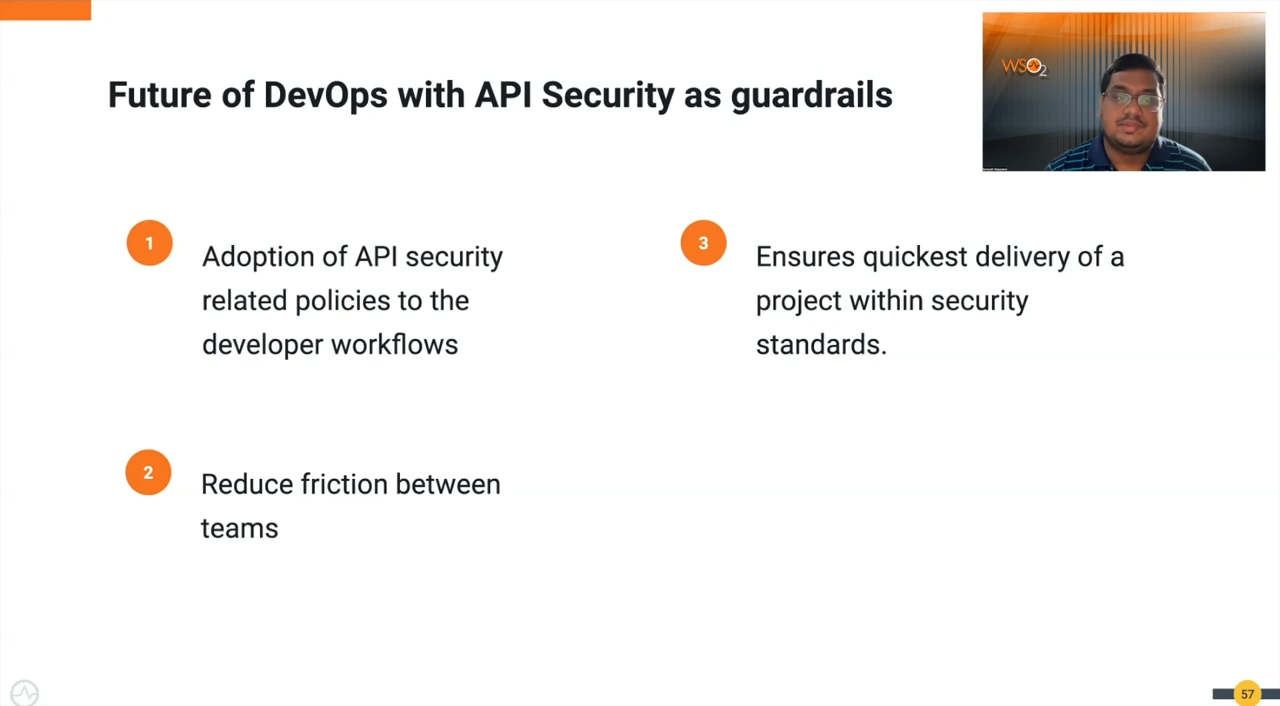 Future of DevOps with API Security as guardrails
WSO2
1
Adoption of API security
related policies to the
developer workflows
2
Reduce friction between
teams
3
Ensures quickest delivery of a
project within security
standards.
57